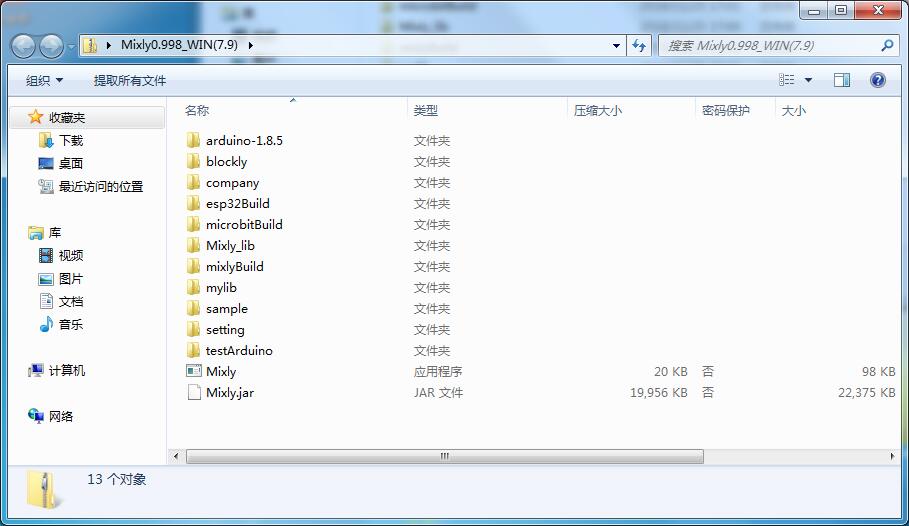 Mixly0.998_WIN(7.9)
搜索 Mixly0.998_WIN(7.9)
组织 提取所有文件
收藏夹
下载
桌面
最近访问的位置
库
视频
图片
文档
音乐
计算机
网络
名称 类型 压缩大小 密码保护 大小
arduino-1.8.5 文件夹
blockly 文件夹
company 文件夹
esp32Build 文件夹
microbitBuild 文件夹
Mixly_lib 文件夹
mixlyBuild 文件夹
mylib 文件夹
sample 文件夹
setting 文件夹
testArduino 文件夹
Mixly 应用程序 20 KB 否 98 KB
Mixly.jar JAR 文件 19,956 KB 否 22,375 KB
13 个对象